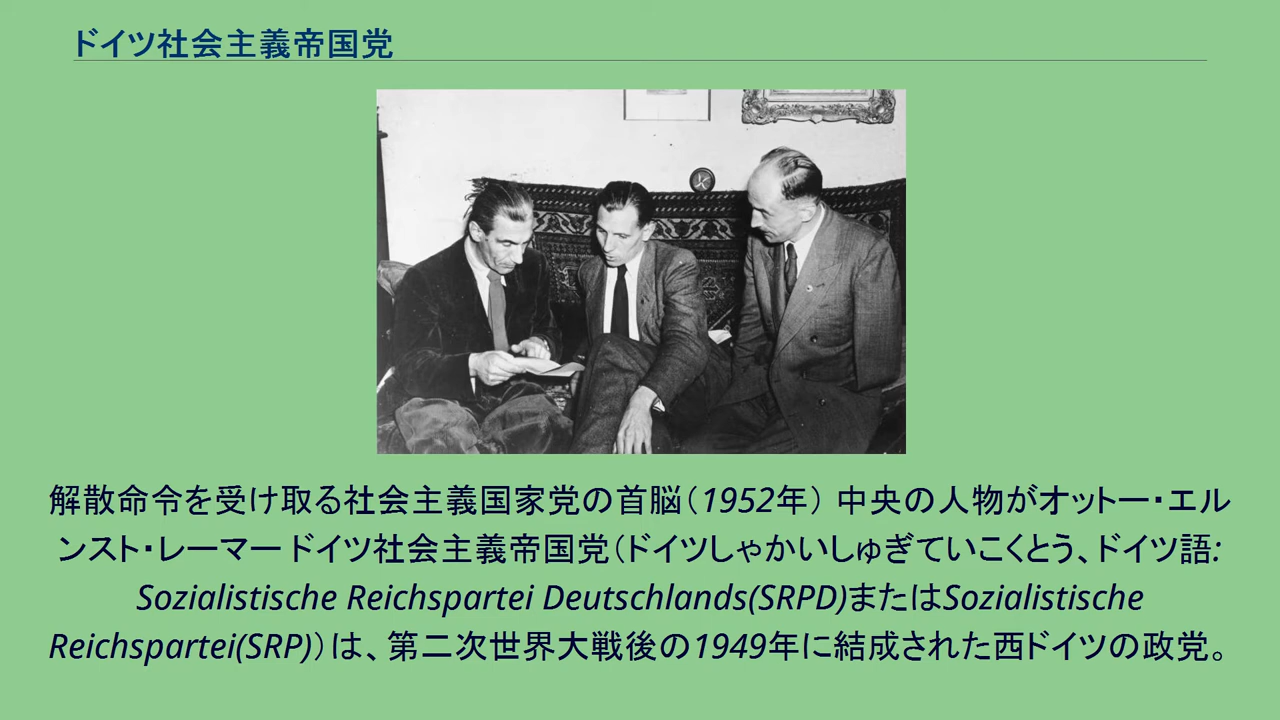 ドイツ社会主義帝国党
解散命令を受け取る社会主義国家党の首脳（1952年） 中央の人物がオットー・エル
ンスト・レーマー ドイツ社会主義帝国党（ドイツしゃかいしゅぎていこくとう、ドイツ語:
Sozialistische Reichspartei Deutschlands(SRPD)またはSozialistische
Reichspartei(SRP)）は、第二次世界大戦後の1949年に結成された西ドイツの政党。